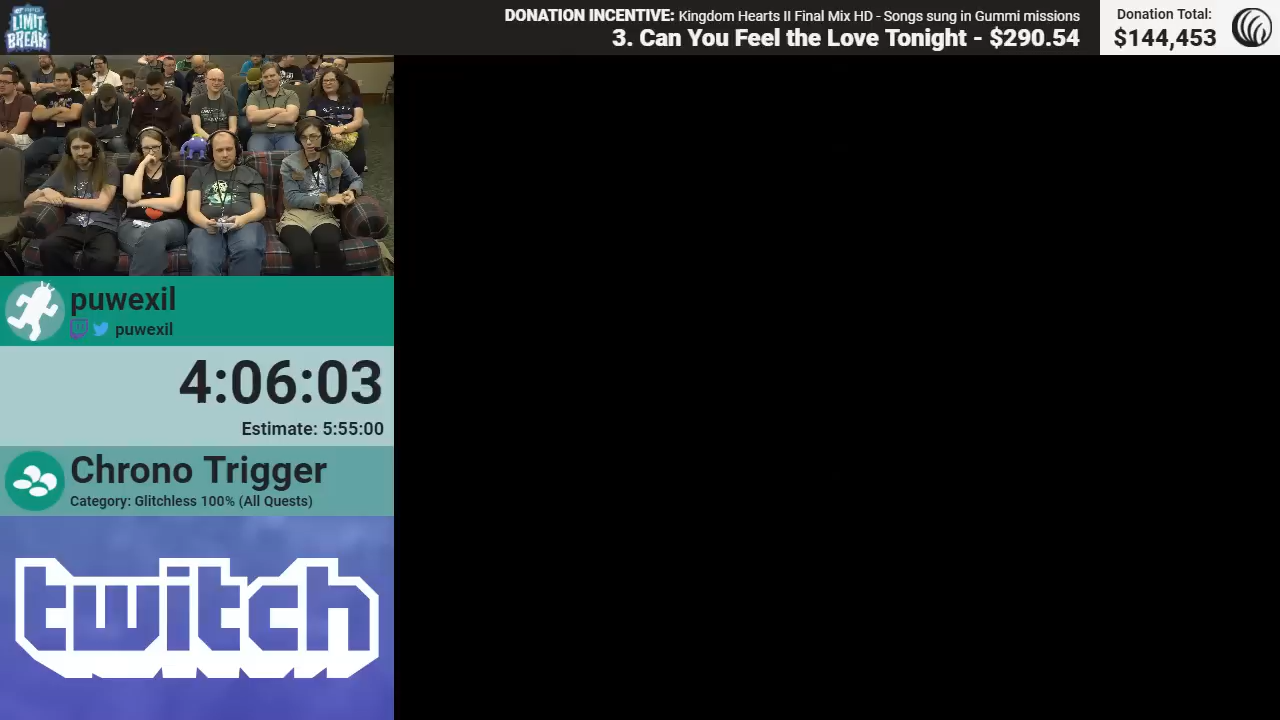 RPG
LIMIT
BREAK
DONATION INCENTIVE: Kingdom Hearts II Final Mix HD - Songs sung in Gummi missions
3. Can You Feel the Love Tonight - $290.54
Donation Total:
$144,453
puwexil
puwexil
4:06:03
Estimate: 5:55:00
Chrono Trigger
Category: Glitchless 100% (All Quests)
twitch